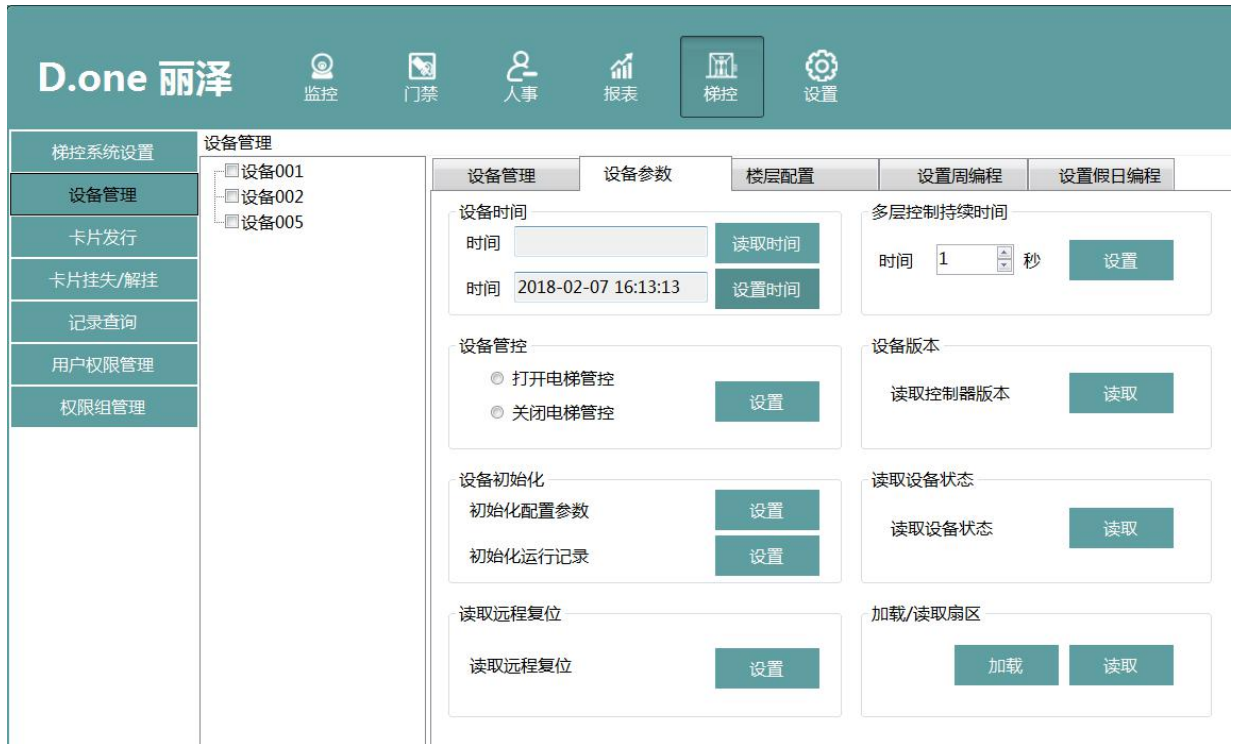 D.one 丽泽
监控
门禁
人事
报表
梯控
设置
梯控系统设置
设备管理
卡片发行
卡片挂失/解挂
记录查询
用户权限管理
权限组管理
设备管理
设备001
设备002
设备005
设备管理 设备参数 楼层配置 设置周编程 设置假日编程
设备时间
时间 读取时间
时间 2018-02-07 16:13:13 设置时间
多层控制持续时间
时间 1 秒 设置
设备管控
打开电梯管控
关闭电梯管控
设置
设备版本
读取控制器版本 读取
设备初始化
初始化配置参数 设置
初始化运行记录 设置
读取设备状态
读取设备状态 读取
读取远程复位
读取远程复位 设置
加载/读取扇区
加载 读取